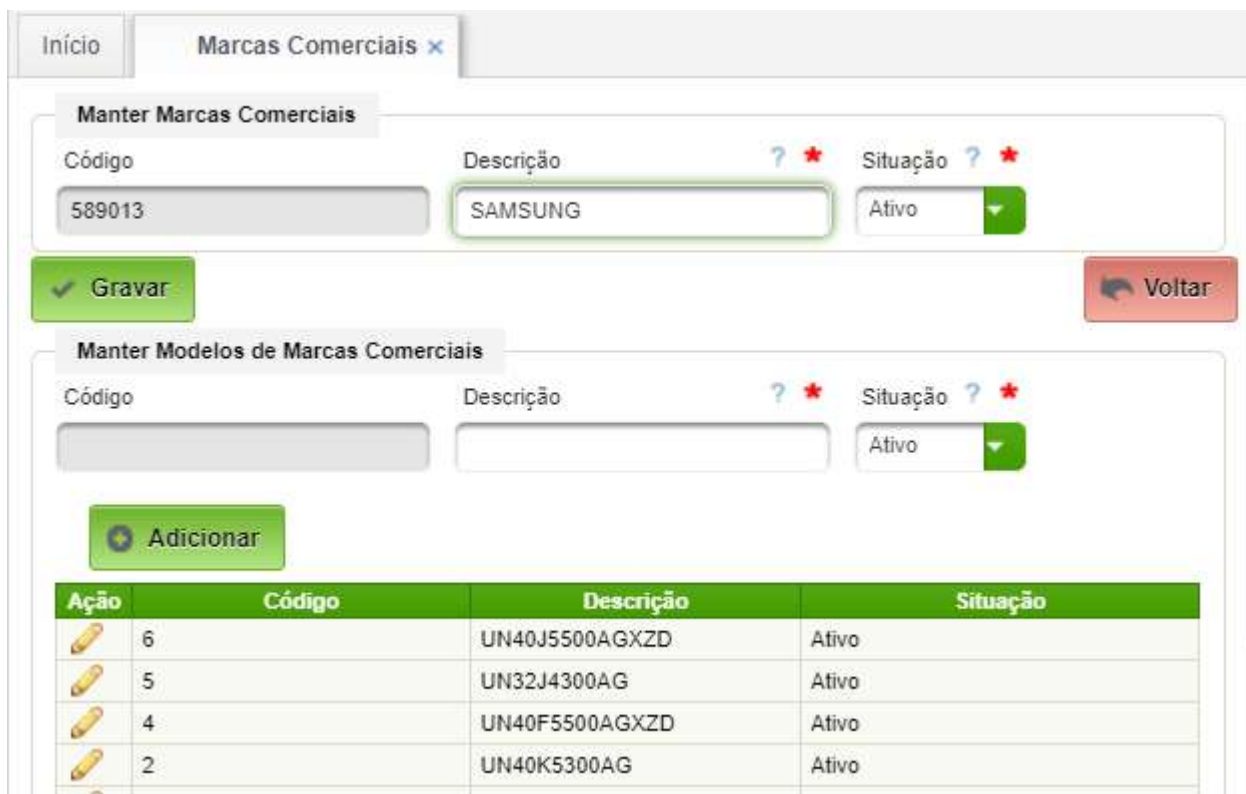 Início Marcas Comerciais ×
Manter Marcas Comerciais
Código Descrição ? * Situação ? *
589013 SAMSUNG Ativo
Gravar Voltar
Manter Modelos de Marcas Comerciais
Código Descrição ? * Situação ? *
Ativo
Adicionar
Ação Código Descrição Situação
6 UN40J5500AGXZD Ativo
5 UN32J4300AG Ativo
4 UN40F5500AGXZD Ativo
2 UN40K5300AG Ativo